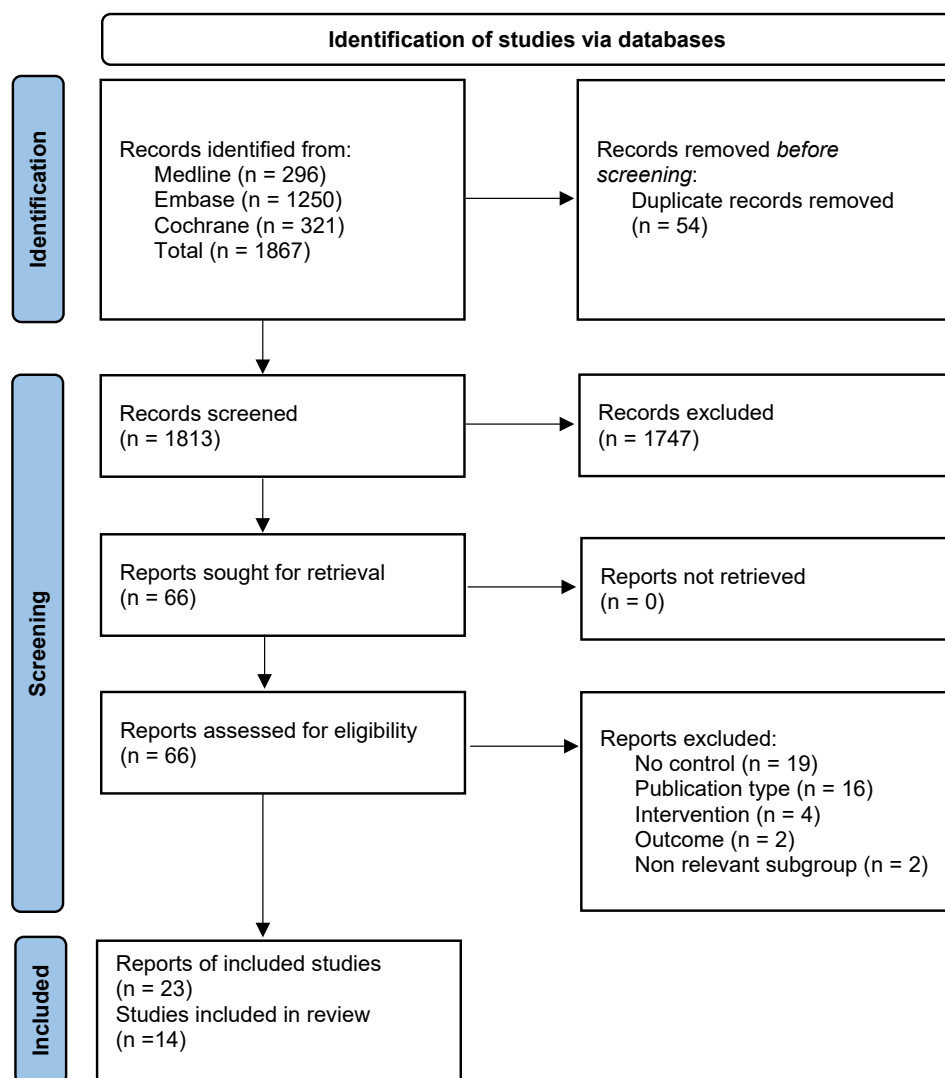 Identification of studies via databases
Identification
Records identified from:
Medline (n = 296)
Embase (n = 1250)
Cochrane (n = 321)
Total (n = 1867)
Records removed before
screening:
Duplicate records removed
(n = 54)
Screening
Records screened
(n = 1813)
Records excluded
(n = 1747)
Reports sought for retrieval
(n = 66)
Reports not retrieved
(n = 0)
Reports assessed for eligibility
(n = 66)
Reports excluded:
No control (n = 19)
Publication type (n = 16)
Intervention (n = 4)
Outcome (n = 2)
Non relevant subgroup (n = 2)
Included
Reports of included studies
(n = 23)
Studies included in review
(n =14)